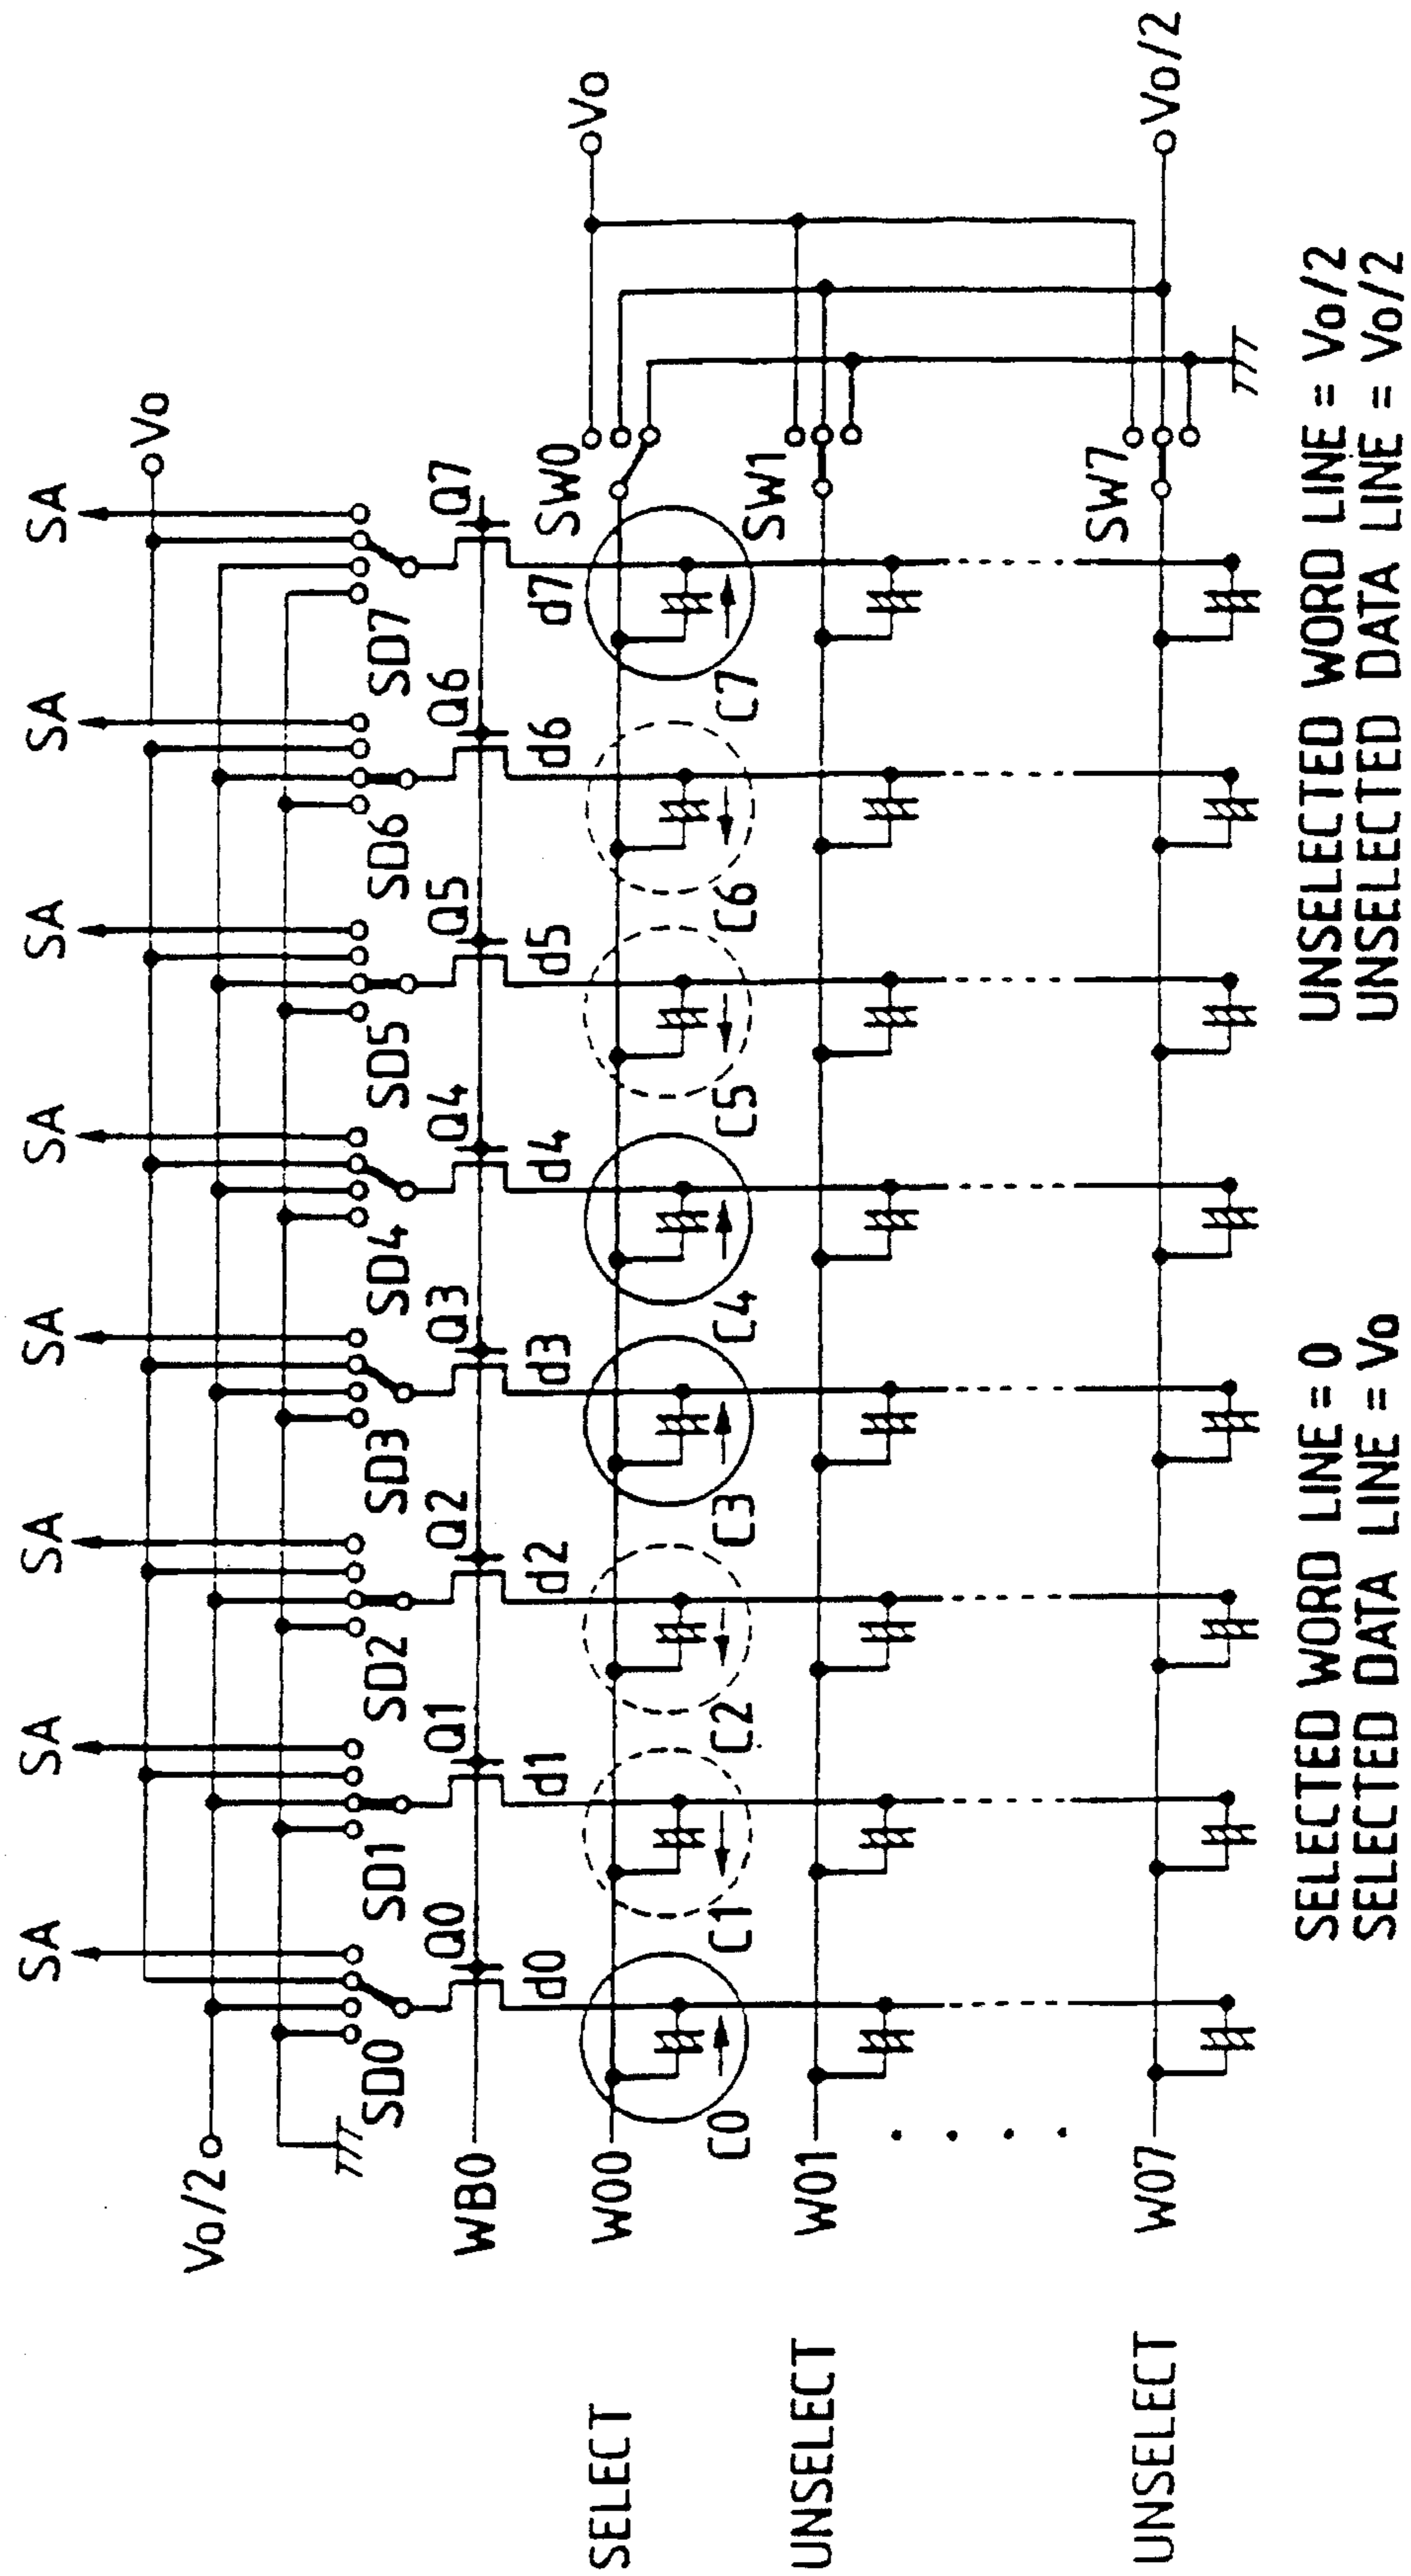 SA SA SA SA SA SA SA SA
Vo
Vo/2
SD0 SD1 SD2 SD3 SD4 SD5 SD6 SD7
Q0 Q1 Q2 Q3 Q4 Q5 Q6 Q7
WB0
d0 d1 d2 d3 d4 d5 d6 d7
SELECT W00 SW0 Vo
C0 C1 C2 C3 C4 C5 C6 C7
UNSELECT W01 SW1
UNSELECT W07 SW7 Vo/2
SELECTED WORD LINE = 0 UNSELECTED WORD LINE = Vo/2
SELECTED DATA LINE = Vo UNSELECTED DATA LINE = Vo/2